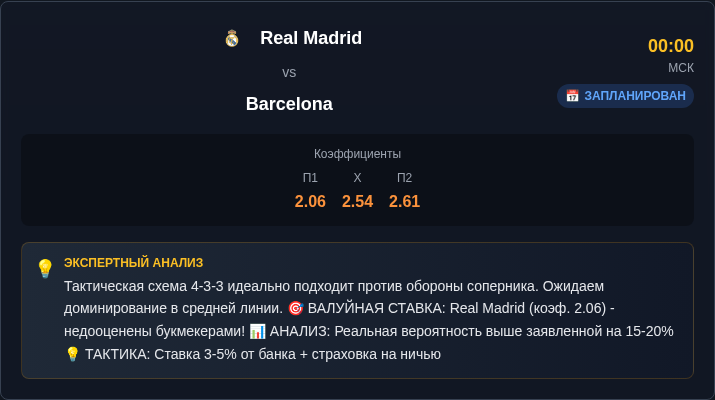 Real Madrid
vs
Barcelona
00:00
МСК
📅 ЗАПЛАНИРОВАН
Коэффициенты
П1 X П2
2.06 2.54 2.61
💡 ЭКСПЕРТНЫЙ АНАЛИЗ
Тактическая схема 4-3-3 идеально подходит против обороны соперника. Ожидаем
доминирование в средней линии. 🎯 ВАЛУЙНАЯ СТАВКА: Real Madrid (коэф. 2.06) -
недооценены букмекерами! 📊 АНАЛИЗ: Реальная вероятность выше заявленной на 15-20%
💡 ТАКТИКА: Ставка 3-5% от банка + страховка на ничью